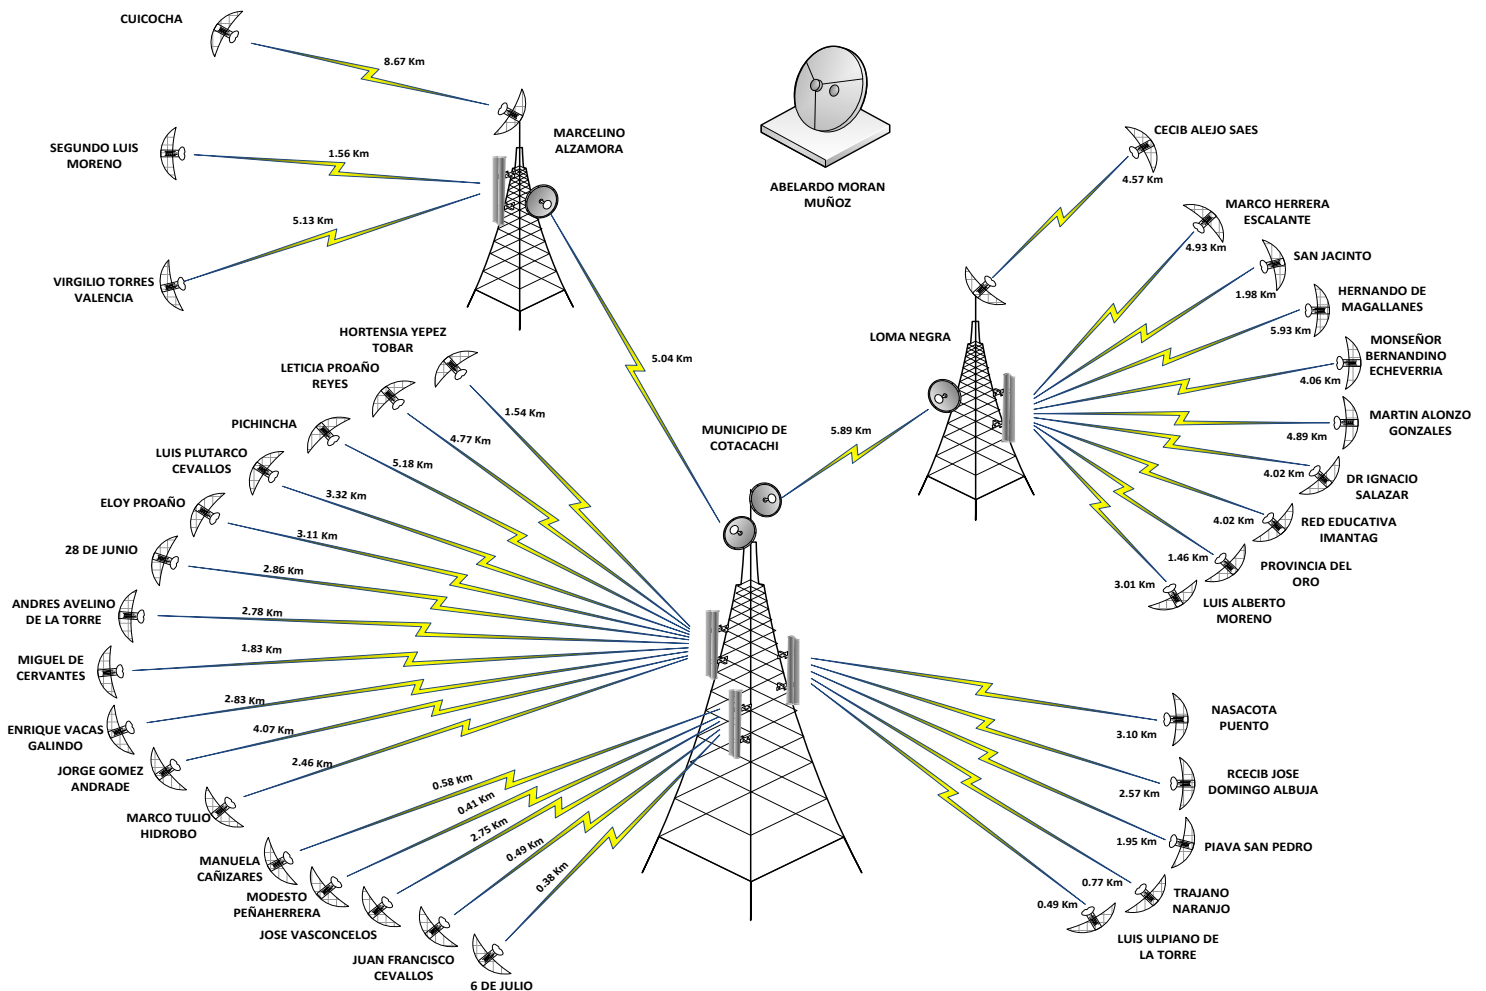 CUICOCHA
8.67 Km
MARCELINO
ALZAMORA
SEGUNDO LUIS
MORENO
1.56 Km
5.13 Km
VIRGILIO TORRES
VALENCIA
ABELARDO MORAN
MUÑOZ
CECIB ALEJO SAES
4.57 Km
MARCO HERRERA
ESCALANTE
4.93 Km
SAN JACINTO
1.98 Km
HERNANDO DE
MAGALLANES
5.93 Km
MONSEÑOR
BERNANDINO
ECHEVERRIA
4.06 Km
MARTIN ALONZO
GONZALES
4.89 Km
4.02 Km
DR IGNACIO
SALAZAR
4.02 Km
RED EDUCATIVA
IMANTAG
1.46 Km
PROVINCIA DEL
ORO
3.01 Km
LUIS ALBERTO
MORENO
LOMA NEGRA
5.04 Km
5.89 Km
MUNICIPIO DE
COTACACHI
HORTENSIA YEPEZ
TOBAR
1.54 Km
LETICIA PROAÑO
REYES
4.77 Km
PICHINCHA
5.18 Km
LUIS PLUTARCO
CEVALLOS
3.32 Km
ELOY PROAÑO
3.11 Km
28 DE JUNIO
2.86 Km
ANDRES AVELINO
DE LA TORRE
2.78 Km
MIGUEL DE
CERVANTES
1.83 Km
ENRIQUE VACAS
GALINDO
2.83 Km
JORGE GOMEZ
ANDRADE
4.07 Km
MARCO TULIO
HIDROBO
2.46 Km
MANUELA
CAÑIZARES
0.58 Km
MODESTO
PEÑAHERRERA
0.41 Km
JOSE VASCONCELOS
2.75 Km
JUAN FRANCISCO
CEVALLOS
0.49 Km
6 DE JULIO
0.38 Km
NASACOTA
PUENTO
3.10 Km
RCECIB JOSE
DOMINGO ALBUJA
2.57 Km
PIAVA SAN PEDRO
1.95 Km
TRAJANO
NARANJO
0.77 Km
LUIS ULPIANO DE
LA TORRE
0.49 Km